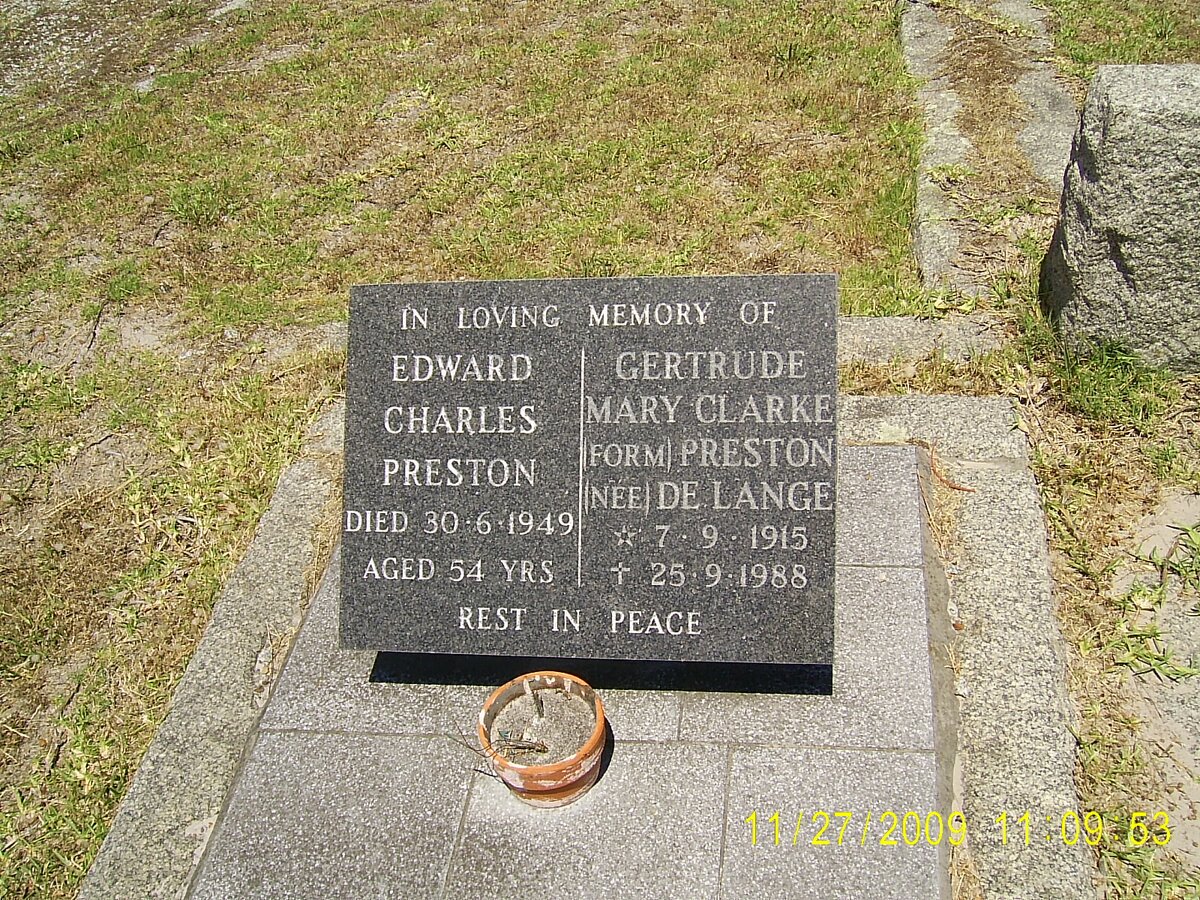 IN LOVING MEMORY OF
EDWARD
CHARLES
PRESTON
DIED 30·6·1949
AGED 54 YRS
GERTRUDE
MARY CLARKE
(FORM) PRESTON
(NÉE) DE LANGE
☆ 7·9·1915
† 25·9·1988
REST IN PEACE
11/27/2009 11:09:53